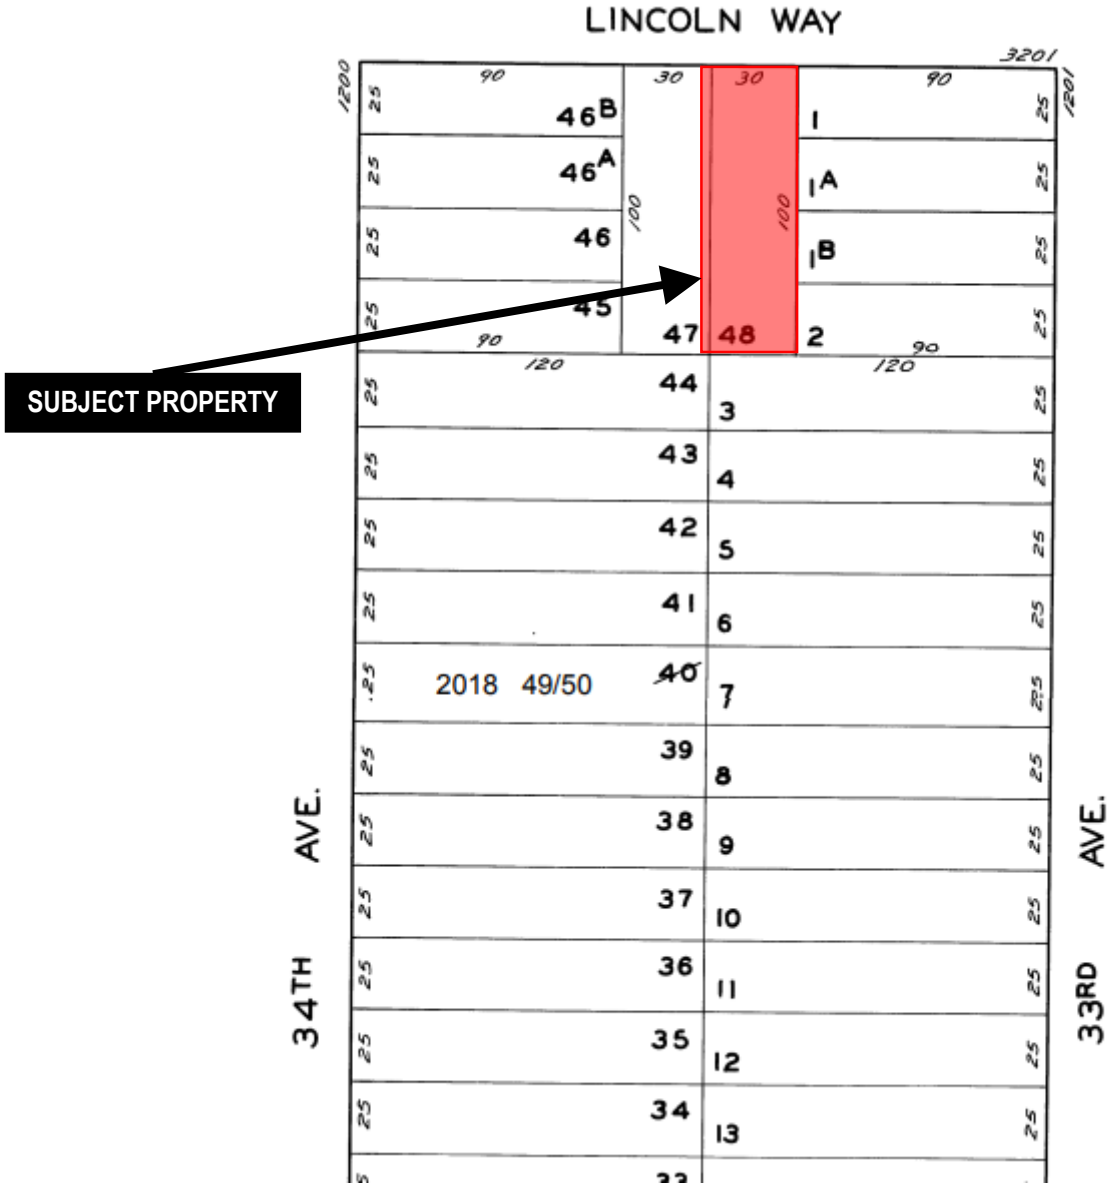 LINCOLN WAY
3201
1200 90 30 30 90 1201
25 46B 1 25
25 46A 1A 25
100 100
25 46 1B 25
25 45 47 48 2 25
90 90
120 120
SUBJECT PROPERTY
25 44 3 25
25 43 4 25
25 42 5 25
25 41 6 25
25 2018 49/50 40 7 25
25 39 8 25
25 38 9 25
25 37 10 25
25 36 11 25
25 35 12 25
25 34 13 25
33
34TH AVE.
33RD AVE.